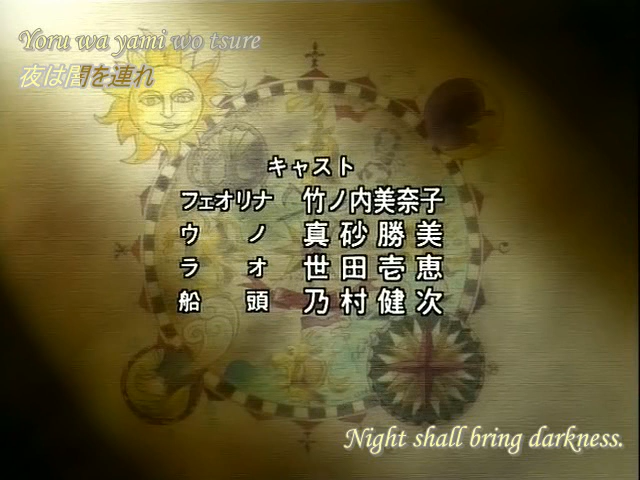 Yoru wa yami wo tsure
夜は闇を連れ
キャスト
フェオリナ 竹ノ内美奈子
ウノ 真砂勝美
ラオ 世田壱恵
船頭 乃村健次
Night shall bring darkness.